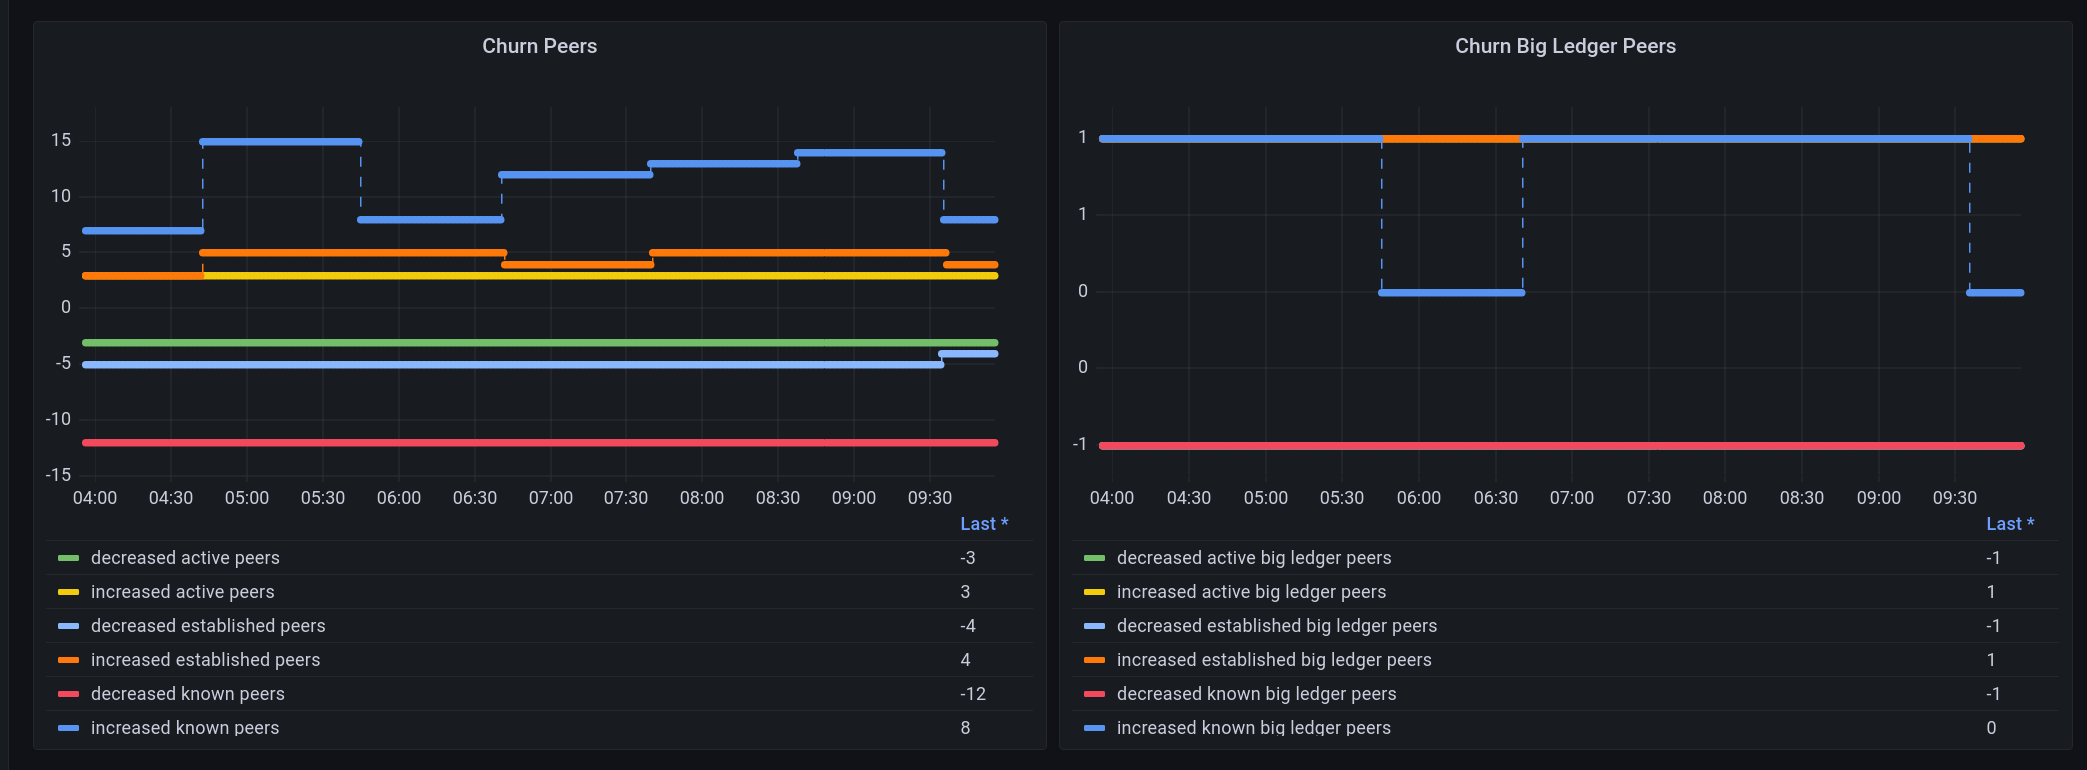 Churn Peers
15
10
5
0
-5
-10
-15
04:00 04:30 05:00 05:30 06:00 06:30 07:00 07:30 08:00 08:30 09:00 09:30
Last *
decreased active peers -3
increased active peers 3
decreased established peers -4
increased established peers 4
decreased known peers -12
increased known peers 8
Churn Big Ledger Peers
1
1
0
0
-1
04:00 04:30 05:00 05:30 06:00 06:30 07:00 07:30 08:00 08:30 09:00 09:30
Last *
decreased active big ledger peers -1
increased active big ledger peers 1
decreased established big ledger peers -1
increased established big ledger peers 1
decreased known big ledger peers -1
increased known big ledger peers 0